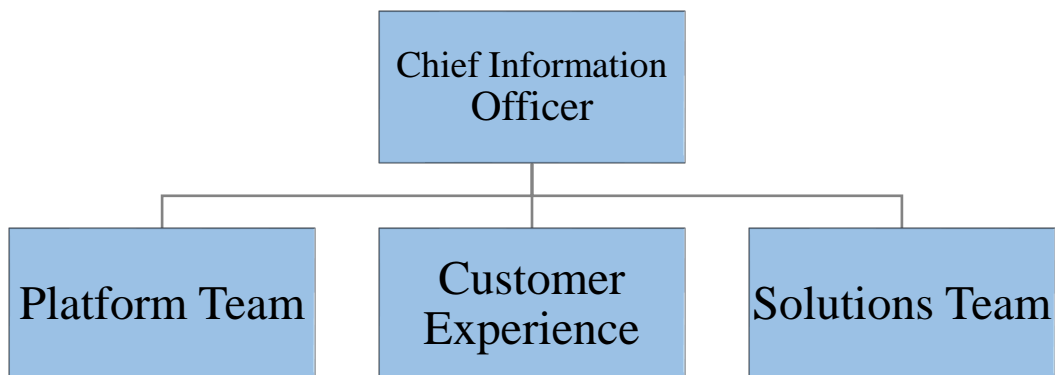 Chief Information
Officer
Platform Team
Customer
Experience
Solutions Team